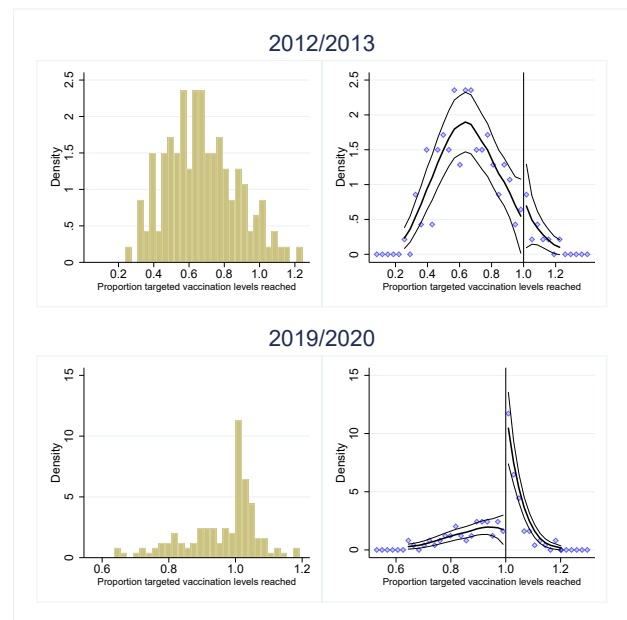 2012/2013
Density
2.5
2
1.5
1
.5
0
0.2 0.4 0.6 0.8 1.0 1.2
Proportion targeted vaccination levels reached
Density
2.5
2
1.5
1
.5
0
0.2 0.4 0.6 0.8 1.0 1.2
Proportion targeted vaccination levels reached
2019/2020
Density
15
10
5
0
0.6 0.8 1.0 1.2
Proportion targeted vaccination levels reached
Density
15
10
5
0
0.6 0.8 1.0 1.2
Proportion targeted vaccination levels reached